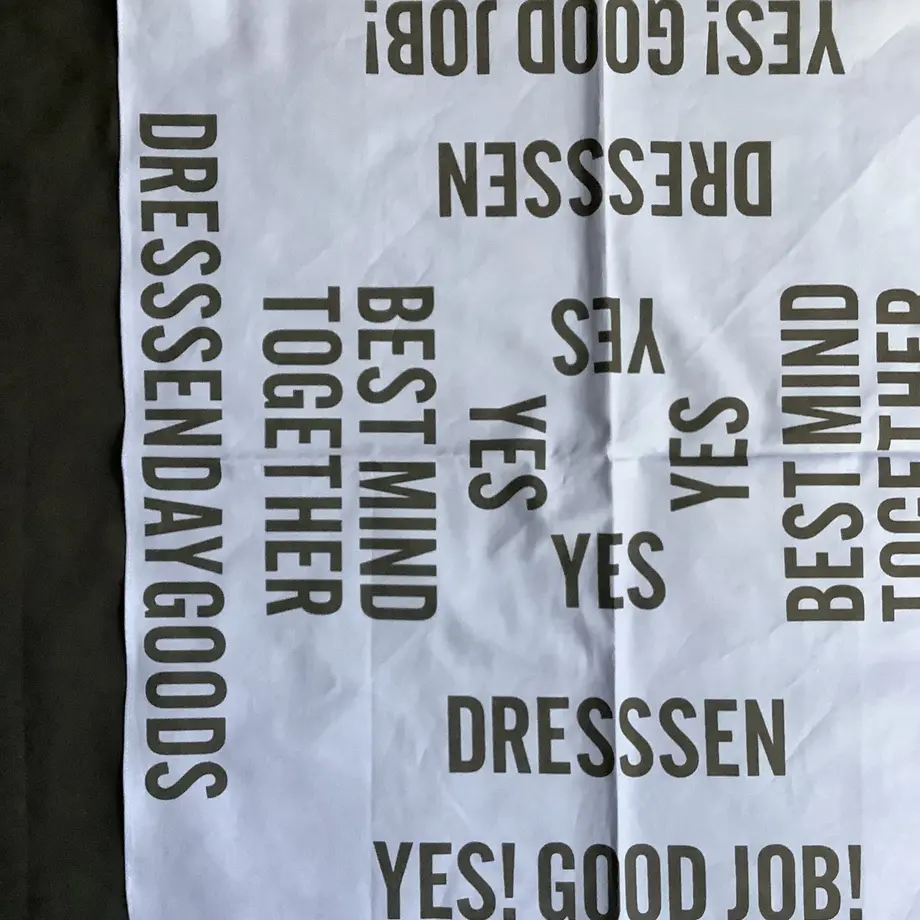 YES! GOOD JOB!
DRESSSEN
DRESSSENDAY GOODS
BEST MIND
TOGETHER
YES
YES
YES
YES
BEST MIND
TOGETHER
DRESSSEN
YES! GOOD JOB!